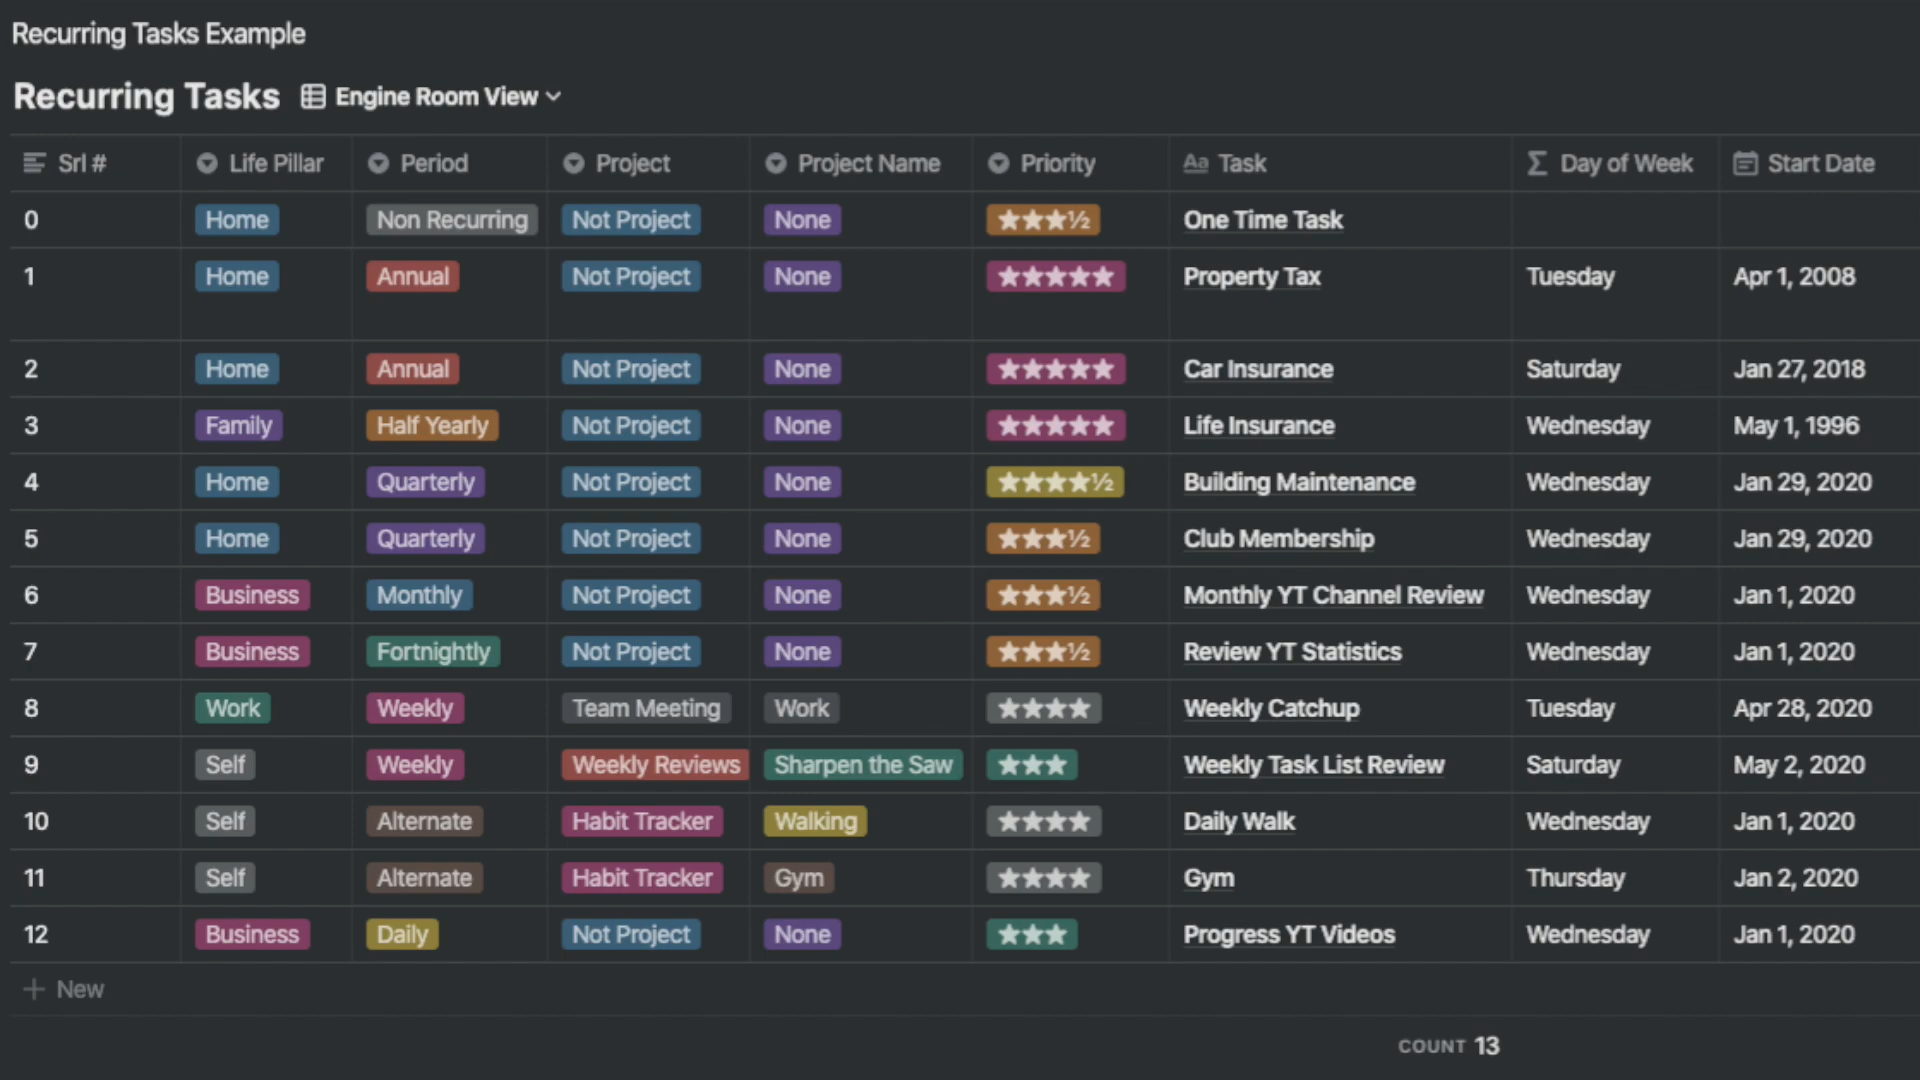 Recurring Tasks Example
Recurring Tasks Engine Room View
Srl # Life Pillar Period Project Project Name Priority Aa Task Σ Day of Week Start Date
0 Home Non Recurring Not Project None ★★★½ One Time Task
1 Home Annual Not Project None ★★★★★ Property Tax Tuesday Apr 1, 2008
2 Home Annual Not Project None ★★★★★ Car Insurance Saturday Jan 27, 2018
3 Family Half Yearly Not Project None ★★★★★ Life Insurance Wednesday May 1, 1996
4 Home Quarterly Not Project None ★★★★½ Building Maintenance Wednesday Jan 29, 2020
5 Home Quarterly Not Project None ★★★½ Club Membership Wednesday Jan 29, 2020
6 Business Monthly Not Project None ★★★½ Monthly YT Channel Review Wednesday Jan 1, 2020
7 Business Fortnightly Not Project None ★★★½ Review YT Statistics Wednesday Jan 1, 2020
8 Work Weekly Team Meeting Work ★★★★ Weekly Catchup Tuesday Apr 28, 2020
9 Self Weekly Weekly Reviews Sharpen the Saw ★★★ Weekly Task List Review Saturday May 2, 2020
10 Self Alternate Habit Tracker Walking ★★★★ Daily Walk Wednesday Jan 1, 2020
11 Self Alternate Habit Tracker Gym ★★★★ Gym Thursday Jan 2, 2020
12 Business Daily Not Project None ★★★ Progress YT Videos Wednesday Jan 1, 2020
+ New
COUNT 13